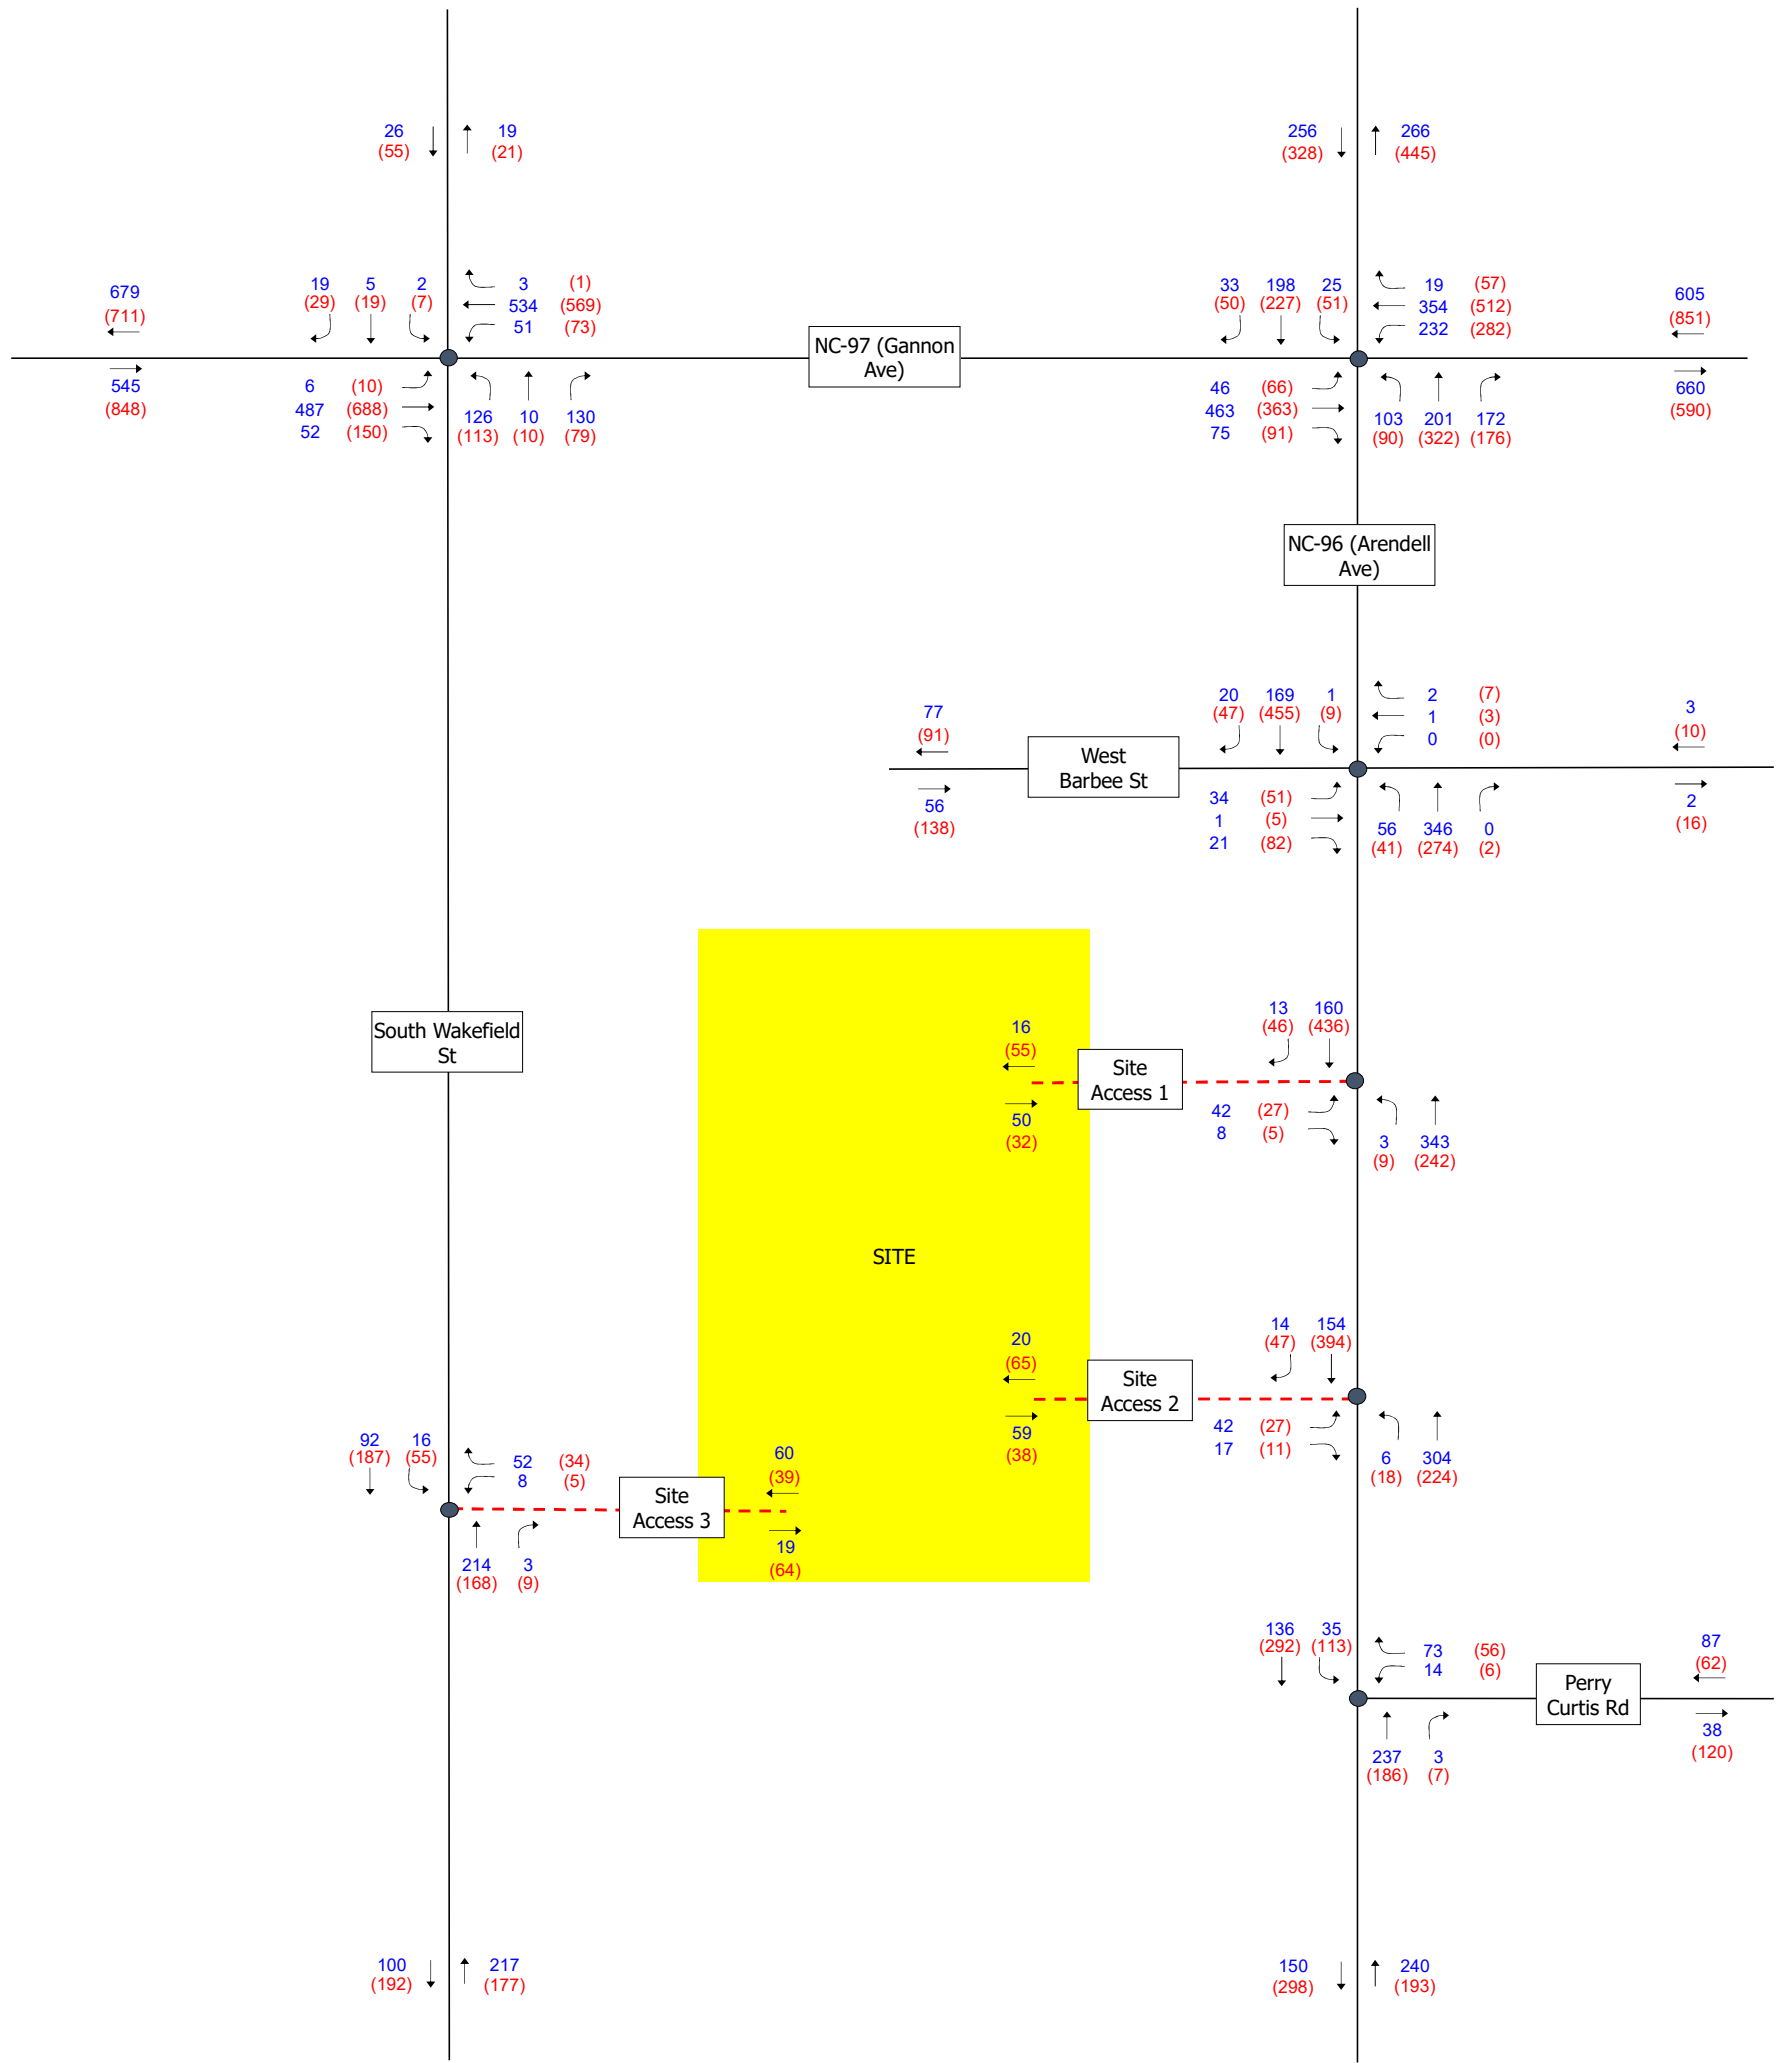 26 19
(55) (21)
256 266
(328) (445)
679
(711)
19 5 2
(29) (19) (7)
3 (1)
534 (569)
51 (73)
545
(848)
6 (10)
487 (688)
52 (150)
126 10 130
(113) (10) (79)
NC-97 (Gannon
Ave)
33 198 25
(50) (227) (51)
19 (57)
354 (512)
232 (282)
605
(851)
46 (66)
463 (363)
75 (91)
103 201 172
(90) (322) (176)
660
(590)
NC-96 (Arendell
Ave)
77
(91)
West
Barbee St
56
(138)
20 169 1
(47) (455) (9)
2 (7)
1 (3)
0 (0)
3
(10)
34 (51)
1 (5)
21 (82)
56 346 0
(41) (274) (2)
2
(16)
South Wakefield
St
16
(55)
Site
Access 1
50
(32)
13 160
(46) (436)
42 (27)
8 (5)
3 343
(9) (242)
SITE
20
(65)
Site
Access 2
59
(38)
14 154
(47) (394)
42 (27)
17 (11)
6 304
(18) (224)
92 16
(187) (55)
52 (34)
8 (5)
Site
Access 3
60
(39)
19
(64)
214 3
(168) (9)
136 35
(292) (113)
73 (56)
14 (6)
Perry
Curtis Rd
87
(62)
38
(120)
237 3
(186) (7)
100 217
(192) (177)
150 240
(298) (193)